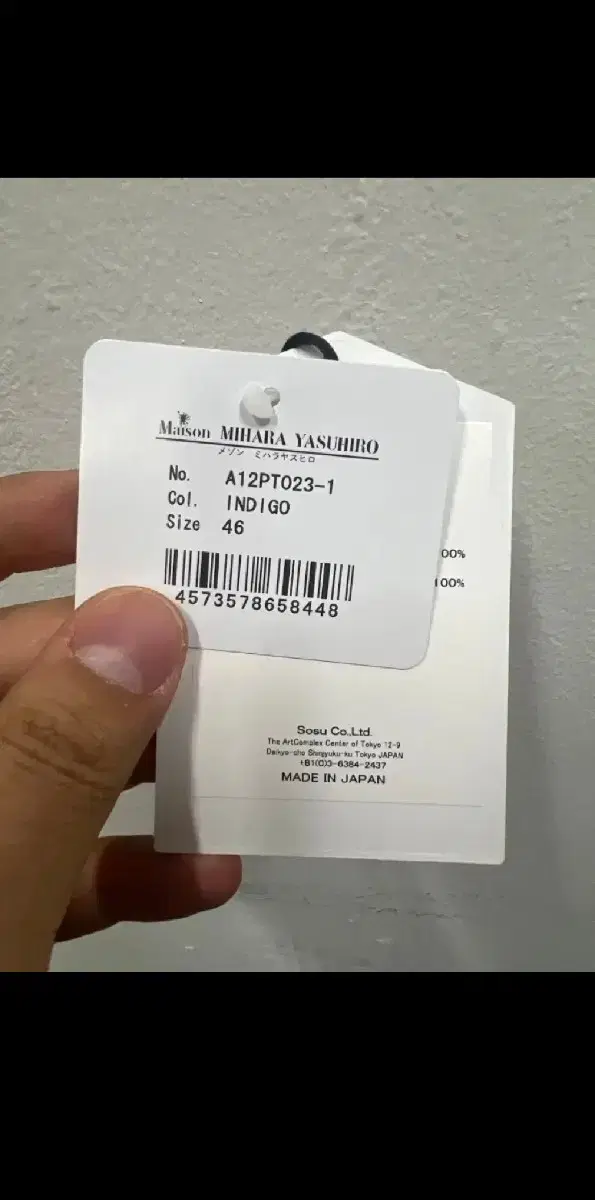 Maison MIHARA YASUHIRO
メゾン ミハラヤスヒロ
No. A12PT023-1
Col. INDIGO
Size 46
4573578658448
00%
100%
Sosu Co.,Ltd.
The ArtComplex Center of Tokyo 12-9
Daikyo-cho Shinjyuku-ku Tokyo JAPAN
+81(0)3-6384-2437
MADE IN JAPAN